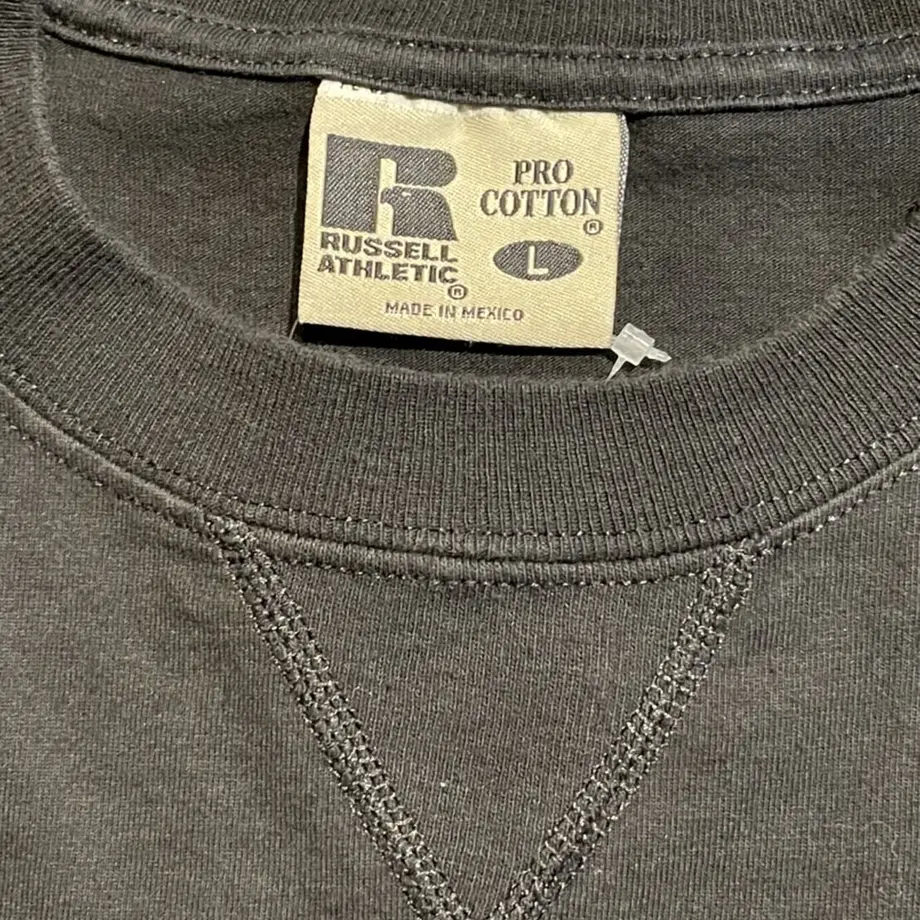 R
RUSSELL
ATHLETIC®
PRO
COTTON®
L
MADE IN MEXICO